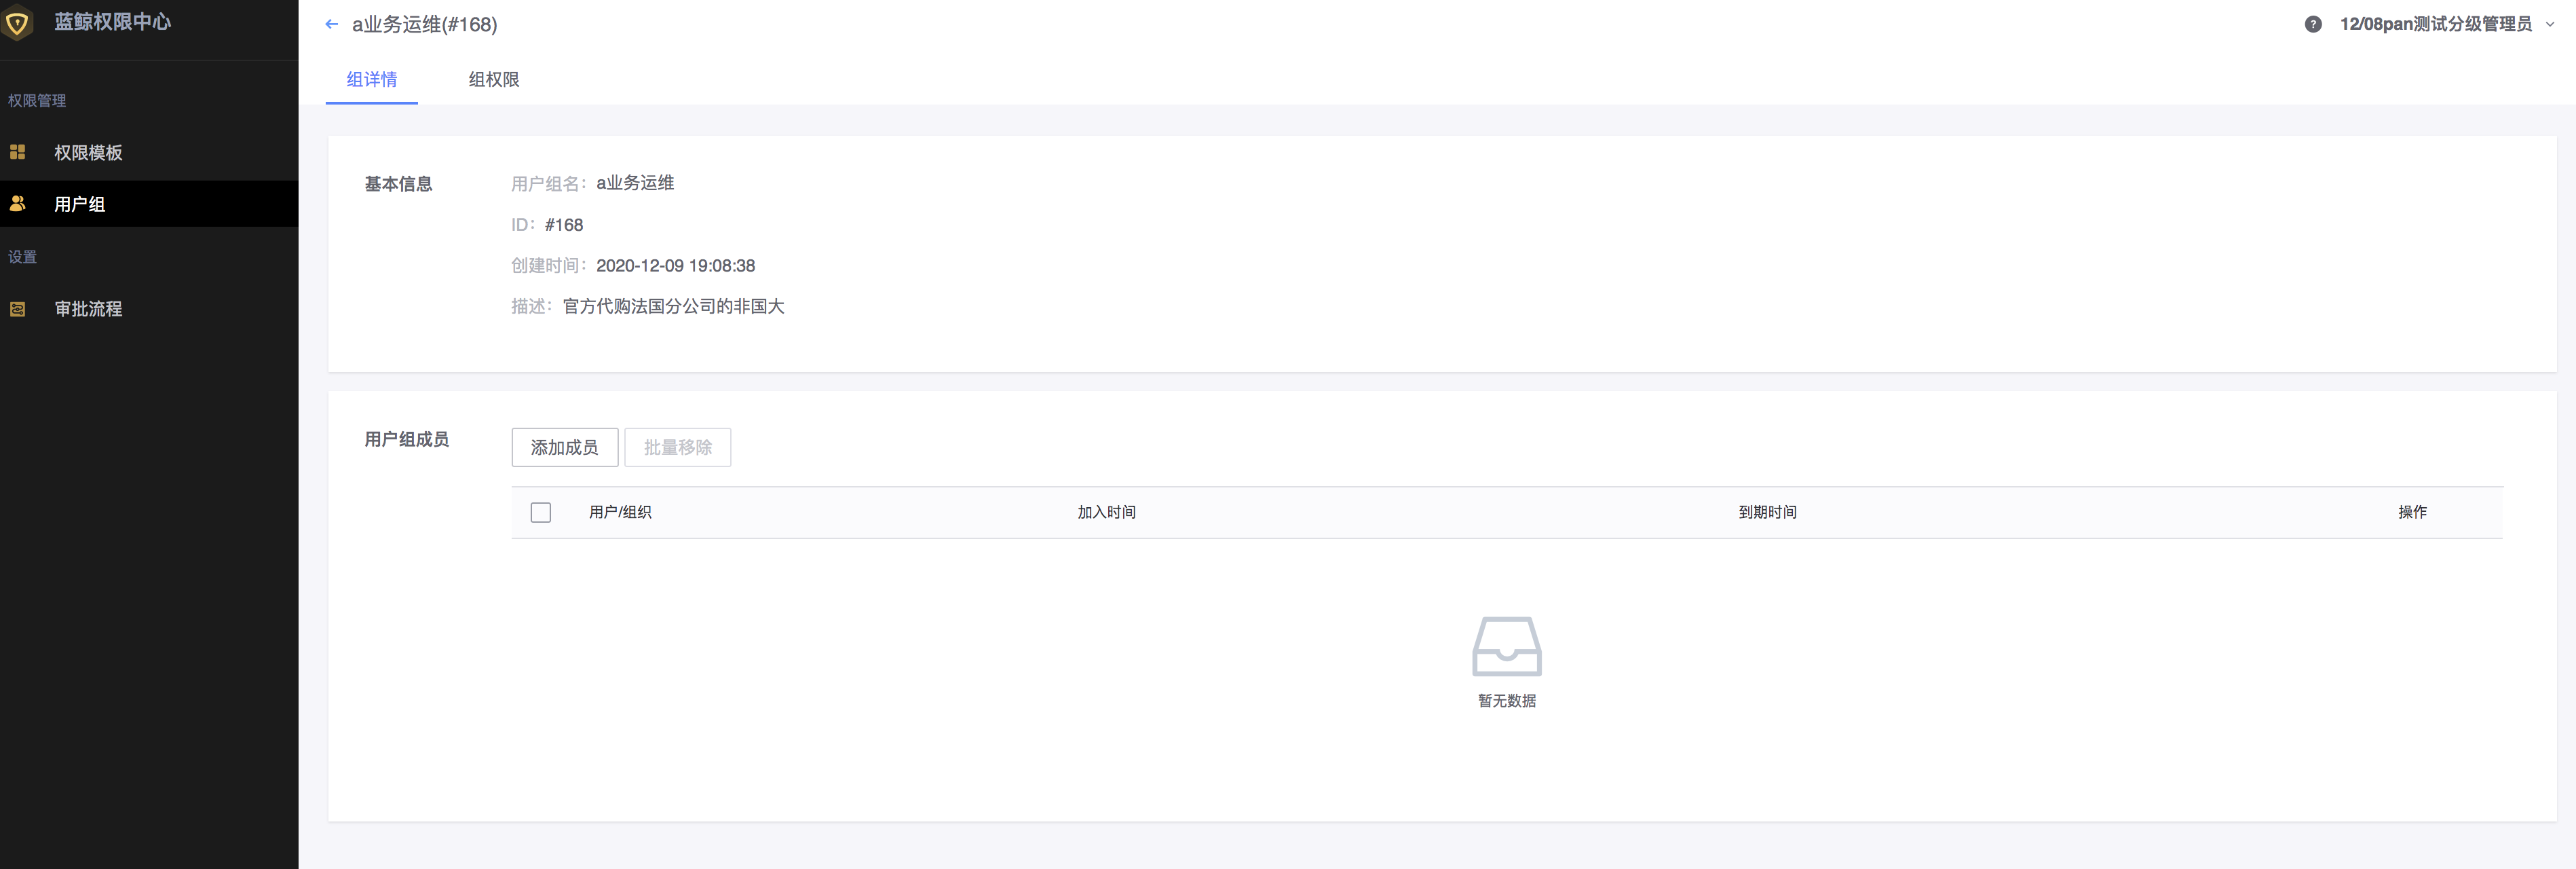 蓝鲸权限中心
权限管理
权限模板
用户组
设置
审批流程
a业务运维(#168)
12/08pan测试分级管理员
组详情 组权限
基本信息
用户组名： a业务运维
ID： #168
创建时间： 2020-12-09 19:08:38
描述： 官方代购法国分公司的非国大
用户组成员
添加成员 批量移除
用户/组织 加入时间 到期时间 操作
暂无数据